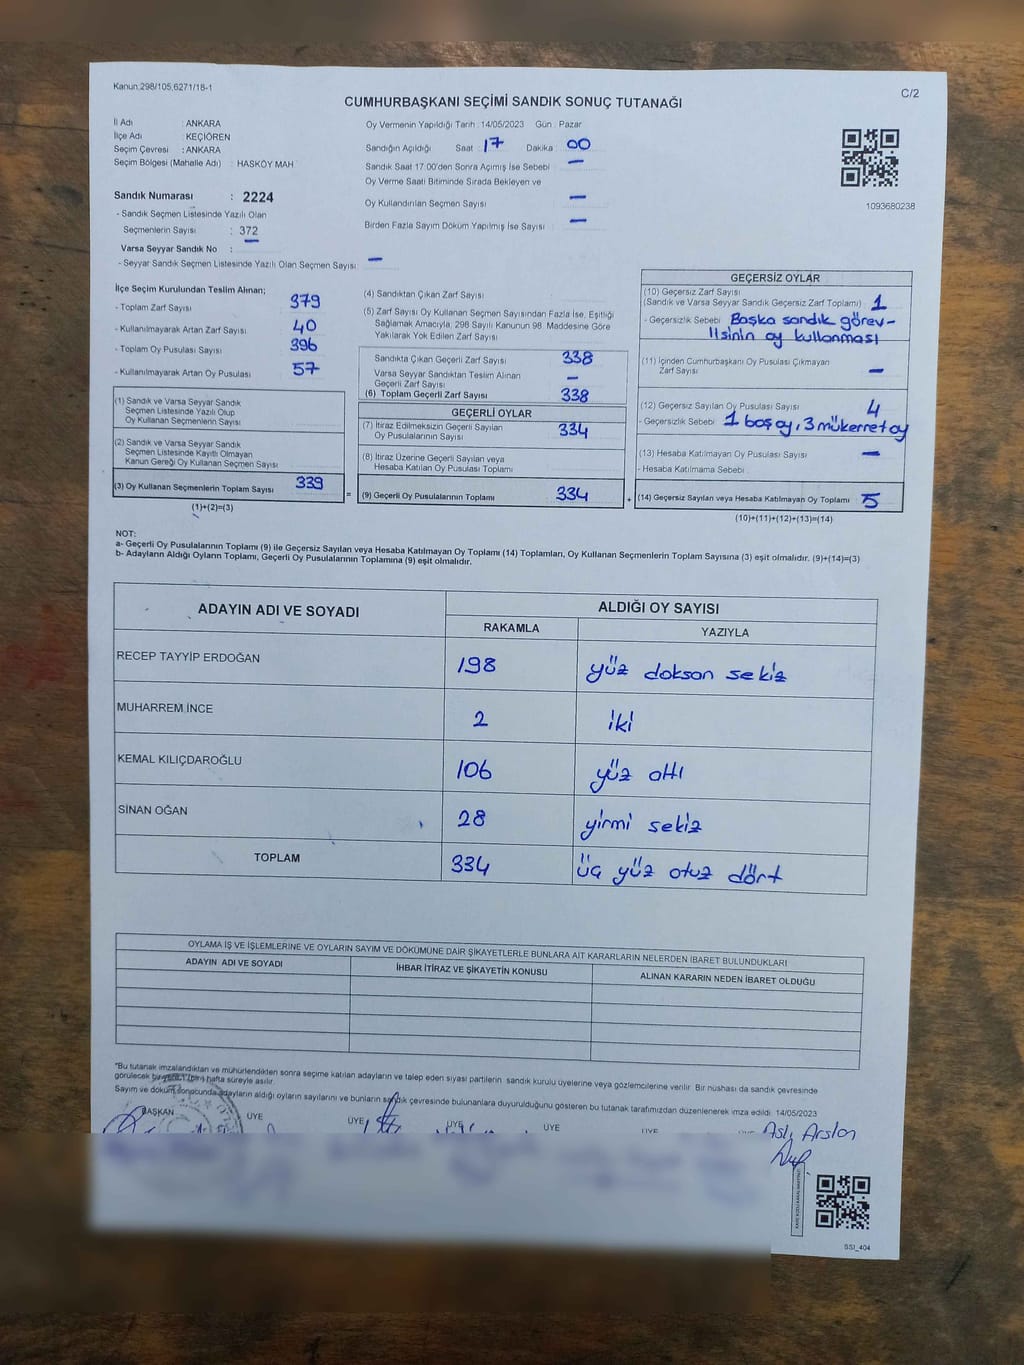 Kanun,298/105,6271/18-1
C/2
CUMHURBAŞKANI SEÇİMİ SANDIK SONUÇ TUTANAĞI
İl Adı : ANKARA
İlçe Adı : KEÇİÖREN
Seçim Çevresi : ANKARA
Seçim Bölgesi (Mahalle Adı) : HASKÖY MAH
Sandık Numarası : 2224
- Sandık Seçmen Listesinde Yazılı Olan
Seçmenlerin Sayısı : 372
Varsa Seyyar Sandık No : —
- Seyyar Sandık Seçmen Listesinde Yazılı Olan Seçmen Sayısı: —
Oy Vermenin Yapıldığı Tarih : 14/05/2023 Gün : Pazar
Sandığın Açıldığı Saat : 17 Dakika : 00
Sandık Saat 17:00'den Sonra Açımış İse Sebebi : —
Oy Verme Saati Bitiminde Sırada Bekleyen ve
Oy Kullandırılan Seçmen Sayısı : —
Birden Fazla Sayım Döküm Yapılmış İse Sayısı : —
1093680238
İlçe Seçim Kurulundan Teslim Alınan;
- Toplam Zarf Sayısı : 379
- Kullanılmayarak Artan Zarf Sayısı : 40
- Toplam Oy Pusulası Sayısı : 396
- Kullanılmayarak Artan Oy Pusulası : 57
(1) Sandık ve Varsa Seyyar Sandık
Seçmen Listesinde Yazılı Olup
Oy Kullanan Seçmenlerin Sayısı :
(2) Sandık ve Varsa Seyyar Sandık
Seçmen Listesinde Kayıtlı Olmayan
Kanun Gereği Oy Kullanan Seçmen Sayısı :
(3) Oy Kullanan Seçmenlerin Toplam Sayısı : 339
(1)+(2)=(3)
(4) Sandıktan Çıkan Zarf Sayısı :
(5) Zarf Sayısı Oy Kullanan Seçmen Sayısından Fazla İse, Eşitliği
Sağlamak Amacıyla, 298 Sayılı Kanunun 98. Maddesine Göre
Yakılarak Yok Edilen Zarf Sayısı :
Sandıkta Çıkan Geçerli Zarf Sayısı : 338
Varsa Seyyar Sandıktan Teslim Alınan
Geçerli Zarf Sayısı : —
(6) Toplam Geçerli Zarf Sayısı : 338
GEÇERLİ OYLAR
(7) İtiraz Edilmeksizin Geçerli Sayılan
Oy Pusulalarının Sayısı : 334
(8) İtiraz Üzerine Geçerli Sayılan veya
Hesaba Katılan Oy Pusulası Toplamı :
= (9) Geçerli Oy Pusulalarının Toplamı : 334 +
GEÇERSİZ OYLAR
(10) Geçersiz Zarf Sayısı
(Sandık ve Varsa Seyyar Sandık Geçersiz Zarf Toplamı) : 1
- Geçersizlik Sebebi : Başka sandık görev-
lisinin oy kullanması
(11) İçinden Cumhurbaşkanı Oy Pusulası Çıkmayan
Zarf Sayısı : —
(12) Geçersiz Sayılan Oy Pusulası Sayısı : 4
- Geçersizlik Sebebi : 1 boş oy, 3 mükerret oy
(13) Hesaba Katılmayan Oy Pusulası Sayısı : —
- Hesaba Katılmama Sebebi :
(14) Geçersiz Sayılan veya Hesaba Katılmayan Oy Toplamı : 5
(10)+(11)+(12)+(13)=(14)
NOT:
a- Geçerli Oy Pusulalarının Toplamı (9) ile Geçersiz Sayılan veya Hesaba Katılmayan Oy Toplamı (14) Toplamları, Oy Kullanan Seçmenlerin Toplam Sayısına (3) eşit olmalıdır. (9)+(14)=(3)
b- Adayların Aldığı Oyların Toplamı, Geçerli Oy Pusulalarının Toplamına (9) eşit olmalıdır.
ADAYIN ADI VE SOYADI ALDIĞI OY SAYISI
RAKAMLA YAZIYLA
RECEP TAYYİP ERDOĞAN 198 yüz doksan sekiz
MUHARREM İNCE 2 iki
KEMAL KILIÇDAROĞLU 106 yüz altı
SİNAN OĞAN 28 yirmi sekiz
TOPLAM 334 üç yüz otuz dört
OYLAMA İŞ VE İŞLEMLERİNE VE OYLARIN SAYIM VE DÖKÜMÜNE DAİR ŞİKAYETLERLE BUNLARA AİT KARARLARIN NELERDEN İBARET BULUNDUKLARI
ADAYIN ADI VE SOYADI İHBAR İTİRAZ VE ŞİKAYETİN KONUSU ALINAN KARARIN NEDEN İBARET OLDUĞU
*Bu tutanak imzalandıktan ve mühürlendikten sonra seçime katılan adayların ve talep eden siyasi partilerin sandık kurulu üyelerine veya gözlemcilerine verilir. Bir nüshası da sandık çevresinde
görülecek bir yere 1 (bir) hafta süreyle asılır.
Sayım ve döküm sonucunda adayların aldığı oyların sayılarını ve bunların sandık çevresinde bulunanlara duyurulduğunu gösteren bu tutanak tarafımızdan düzenlenerek imza edildi. 14/05/2023
BAŞKAN ÜYE ÜYE ÜYE ÜYE ÜYE
Aslı Arslan
SSI_404